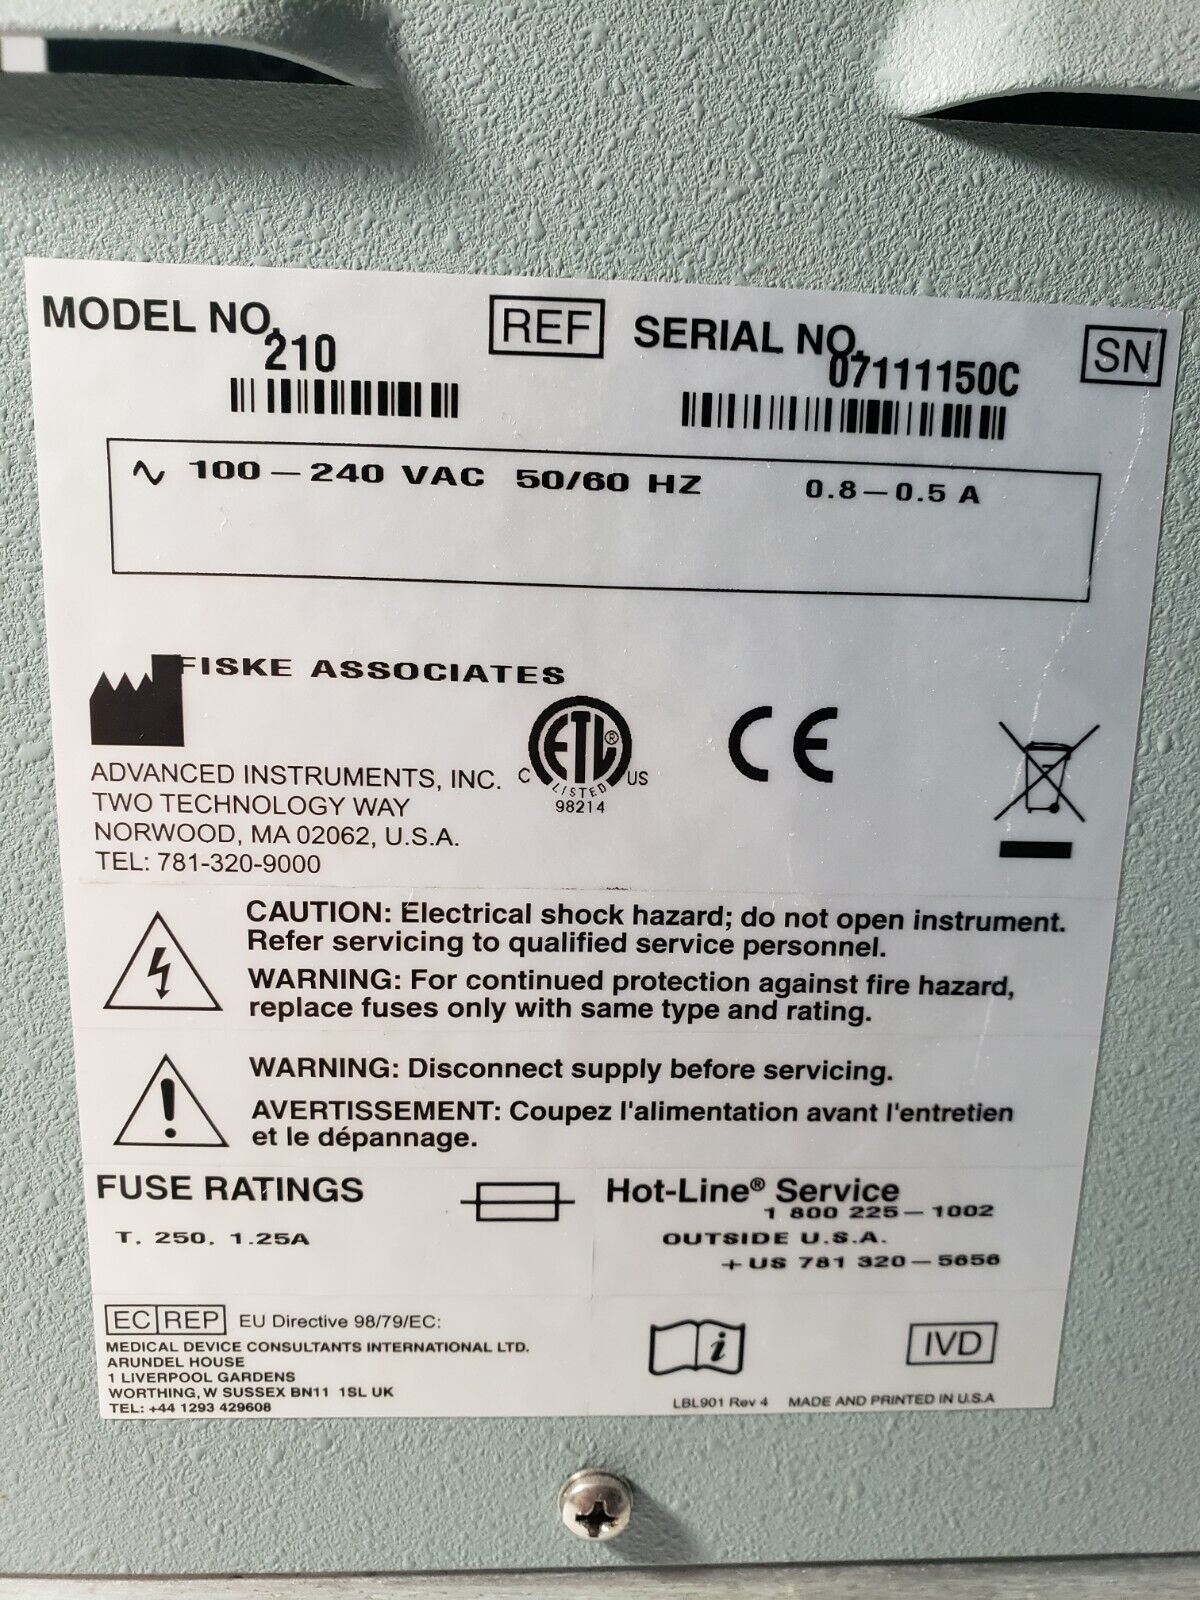 MODEL NO.
210
REF
SERIAL NO.
07111150C
SN
100 – 240 VAC 50/60 HZ 0.8 – 0.5 A
FISKE ASSOCIATES
ADVANCED INSTRUMENTS, INC.
TWO TECHNOLOGY WAY
NORWOOD, MA 02062, U.S.A.
TEL: 781-320-9000
C ETL® US
LISTED
98214
CE
CAUTION: Electrical shock hazard; do not open instrument.
Refer servicing to qualified service personnel.
WARNING: For continued protection against fire hazard,
replace fuses only with same type and rating.
WARNING: Disconnect supply before servicing.
AVERTISSEMENT: Coupez l'alimentation avant l'entretien
et le dépannage.
FUSE RATINGS
T. 250. 1.25A
Hot-Line® Service
1 800 225 – 1002
OUTSIDE U.S.A.
+ US 781 320 – 5656
EC REP EU Directive 98/79/EC:
MEDICAL DEVICE CONSULTANTS INTERNATIONAL LTD.
ARUNDEL HOUSE
1 LIVERPOOL GARDENS
WORTHING, W SUSSEX BN11 1SL UK
TEL: +44 1293 429608
i
IVD
LBL901 Rev 4 MADE AND PRINTED IN U.S.A